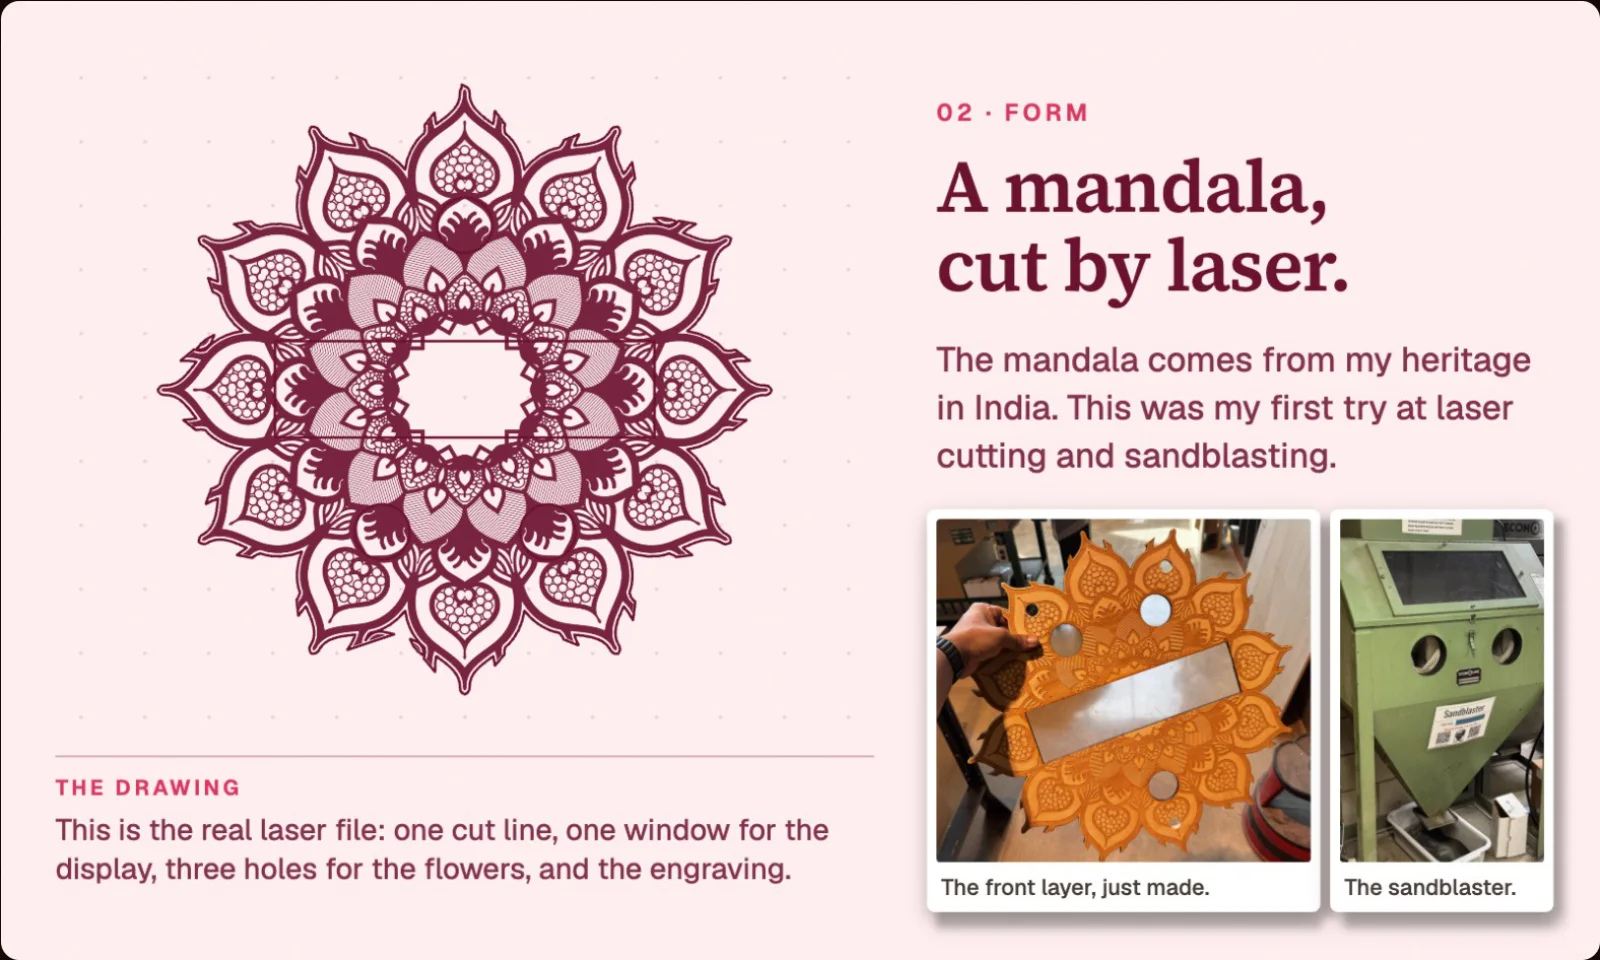 02 · FORM
A mandala,
cut by laser.
The mandala comes from my heritage
in India. This was my first try at laser
cutting and sandblasting.
THE DRAWING
This is the real laser file: one cut line, one window for the
display, three holes for the flowers, and the engraving.
The front layer, just made.
Sandblaster
The sandblaster.